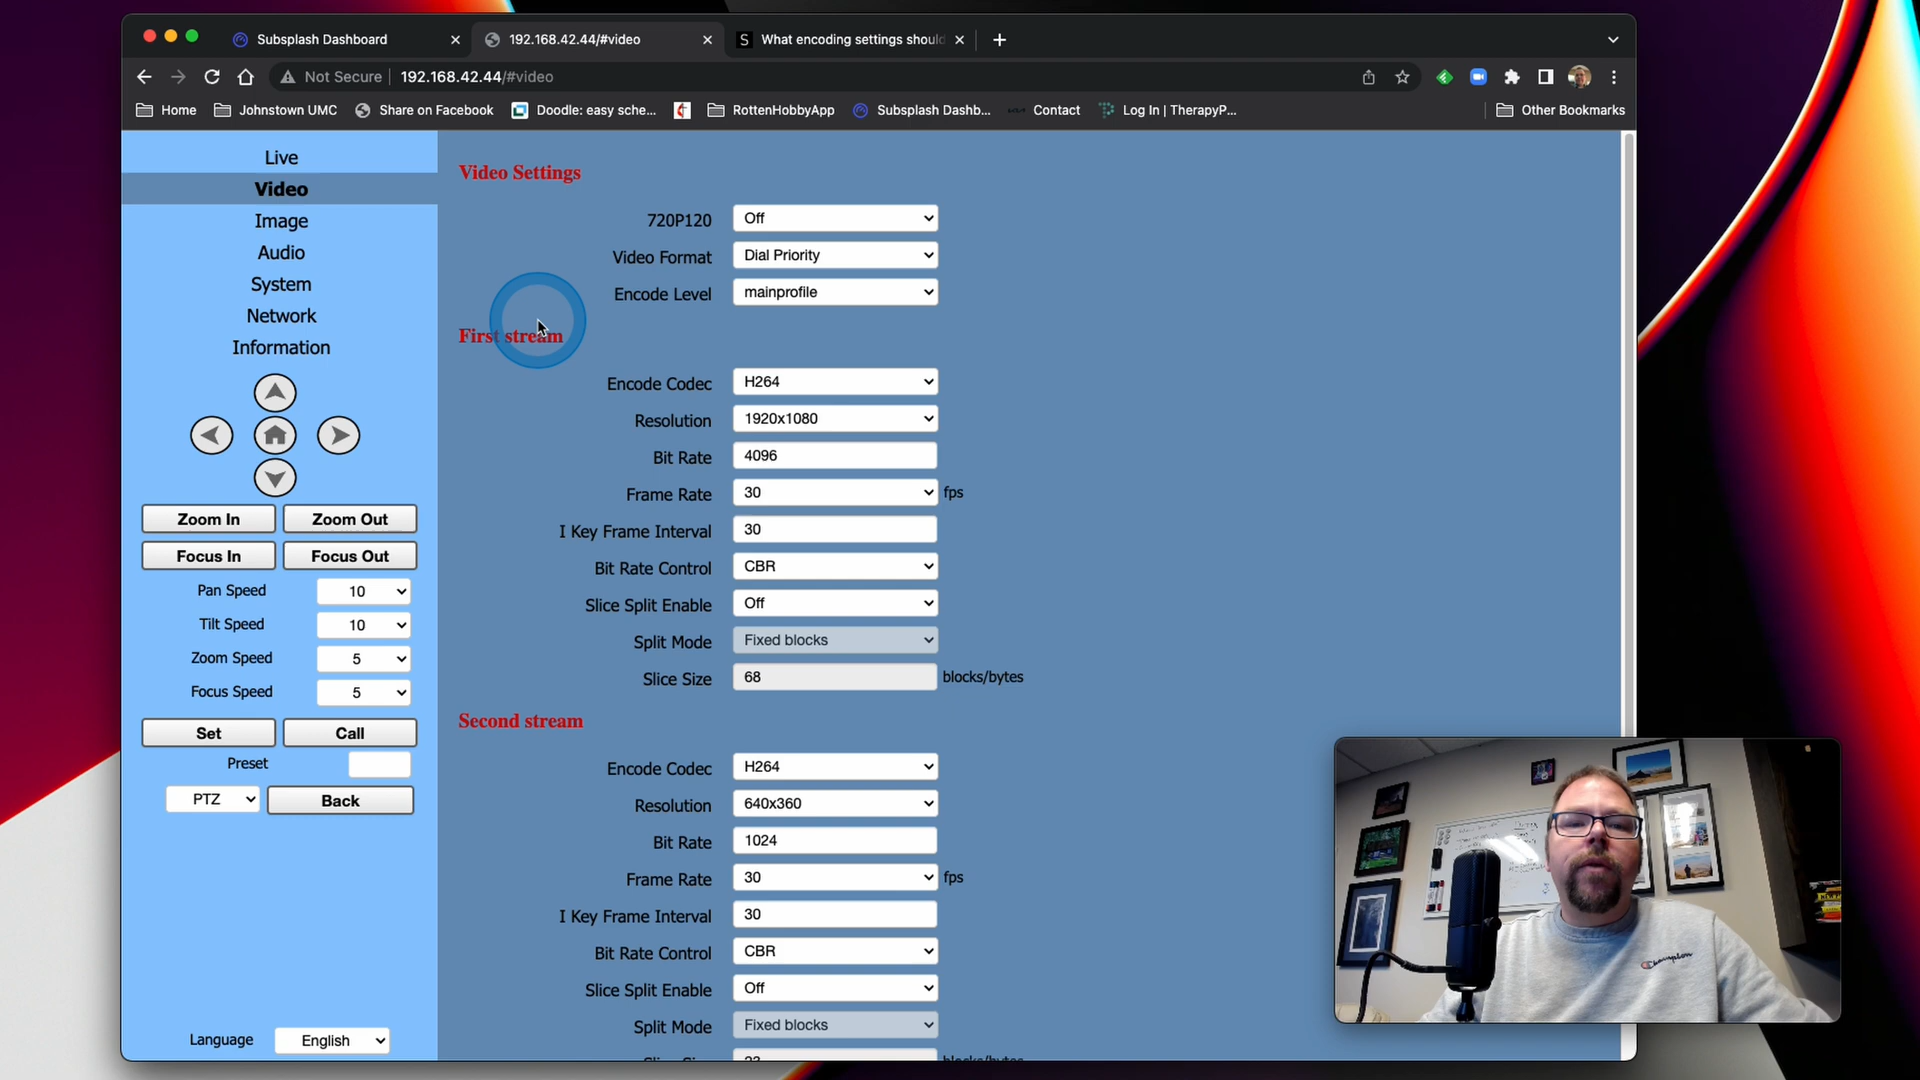 Subsplash Dashboard
192.168.42.44/#video
What encoding settings should
Not Secure
192.168.42.44/#video
Home
Johnstown UMC
Share on Facebook
Doodle: easy sche...
RottenHobbyApp
Subsplash Dashb...
Contact
Log In | TherapyP...
Other Bookmarks
Live
Video
Image
Audio
System
Network
Information
Zoom In
Zoom Out
Focus In
Focus Out
Pan Speed 10
Tilt Speed 10
Zoom Speed 5
Focus Speed 5
Set
Call
Preset
PTZ
Back
Language English
Video Settings
720P120 Off
Video Format Dial Priority
Encode Level mainprofile
First stream
Encode Codec H264
Resolution 1920x1080
Bit Rate 4096
Frame Rate 30 fps
I Key Frame Interval 30
Bit Rate Control CBR
Slice Split Enable Off
Split Mode Fixed blocks
Slice Size 68 blocks/bytes
Second stream
Encode Codec H264
Resolution 640x360
Bit Rate 1024
Frame Rate 30 fps
I Key Frame Interval 30
Bit Rate Control CBR
Slice Split Enable Off
Split Mode Fixed blocks
Champion